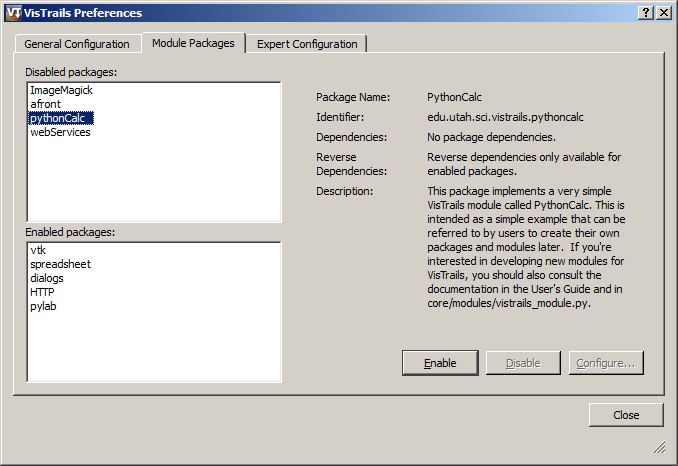 VisTrails Preferences
General Configuration
Module Packages
Expert Configuration
Disabled packages:
ImageMagick
afront
pythonCalc
webServices
Enabled packages:
vtk
spreadsheet
dialogs
HTTP
pylab
Package Name: PythonCalc
Identifier: edu.utah.sci.vistrails.pythoncalc
Dependencies: No package dependencies.
Reverse Dependencies: Reverse dependencies only available for
enabled packages.
Description: This package implements a very simple
VisTrails module called PythonCalc. This is
intended as a simple example that can be
referred to by users to create their own
packages and modules later.  If you're
interested in developing new modules for
VisTrails, you should also consult the
documentation in the User's Guide and in
core/modules/vistrails_module.py.
Enable
Disable
Configure...
Close